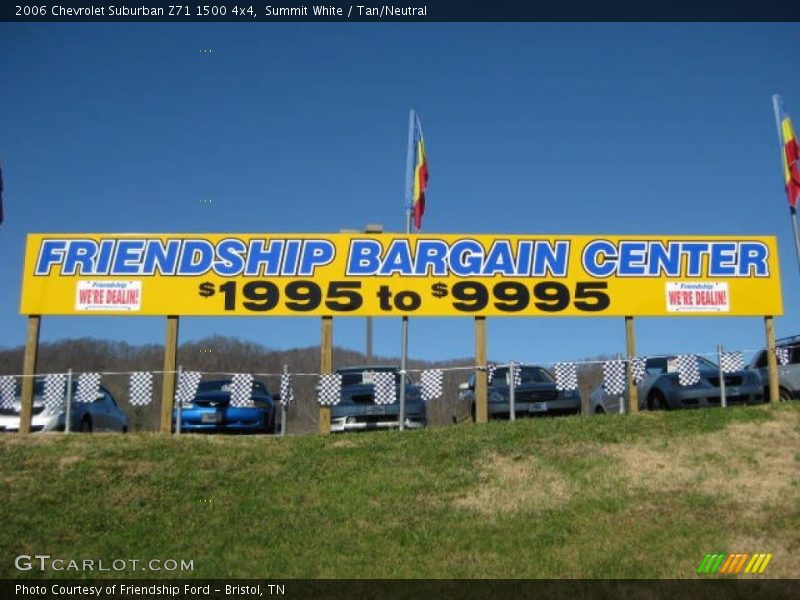 2006 Chevrolet Suburban Z71 1500 4x4,  Summit White / Tan/Neutral
FRIENDSHIP BARGAIN CENTER
Friendship
WE'RE DEALIN!
$1995 to $9995
Friendship
WE'RE DEALIN!
GTCARLOT.COM
Photo Courtesy of Friendship Ford - Bristol, TN